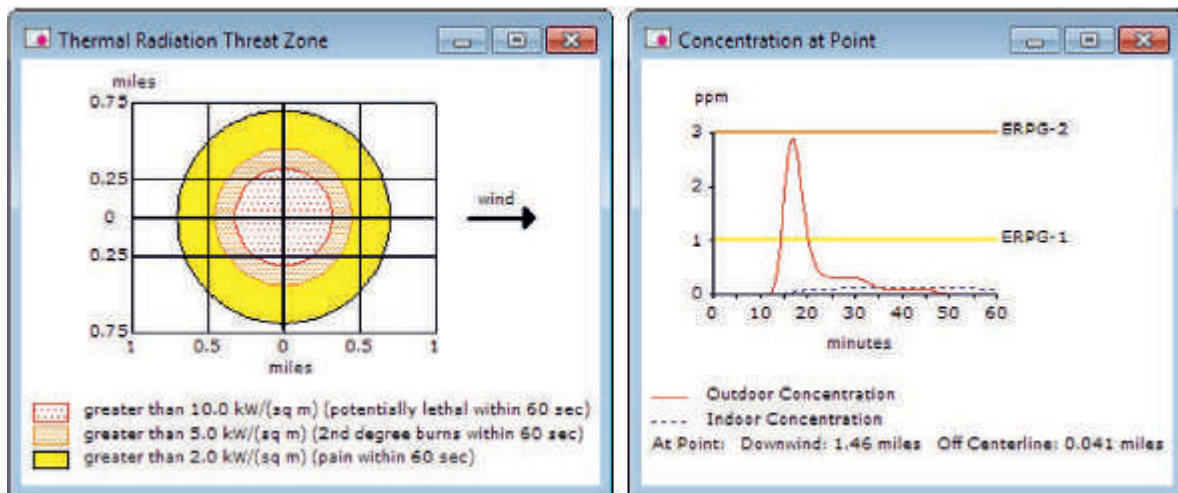 Thermal Radiation Threat Zone
miles
0.75
0.25
0
0.25
0.75
1 0.5 0 0.5 1
miles
wind
greater than 10.0 kW/(sq m) (potentially lethal within 60 sec)
greater than 5.0 kW/(sq m) (2nd degree burns within 60 sec)
greater than 2.0 kW/(sq m) (pain within 60 sec)
Concentration at Point
ppm
3
ERPG-2
2
1
ERPG-1
0
0 10 20 30 40 50 60
minutes
Outdoor Concentration
Indoor Concentration
At Point: Downwind: 1.46 miles Off Centerline: 0.041 miles